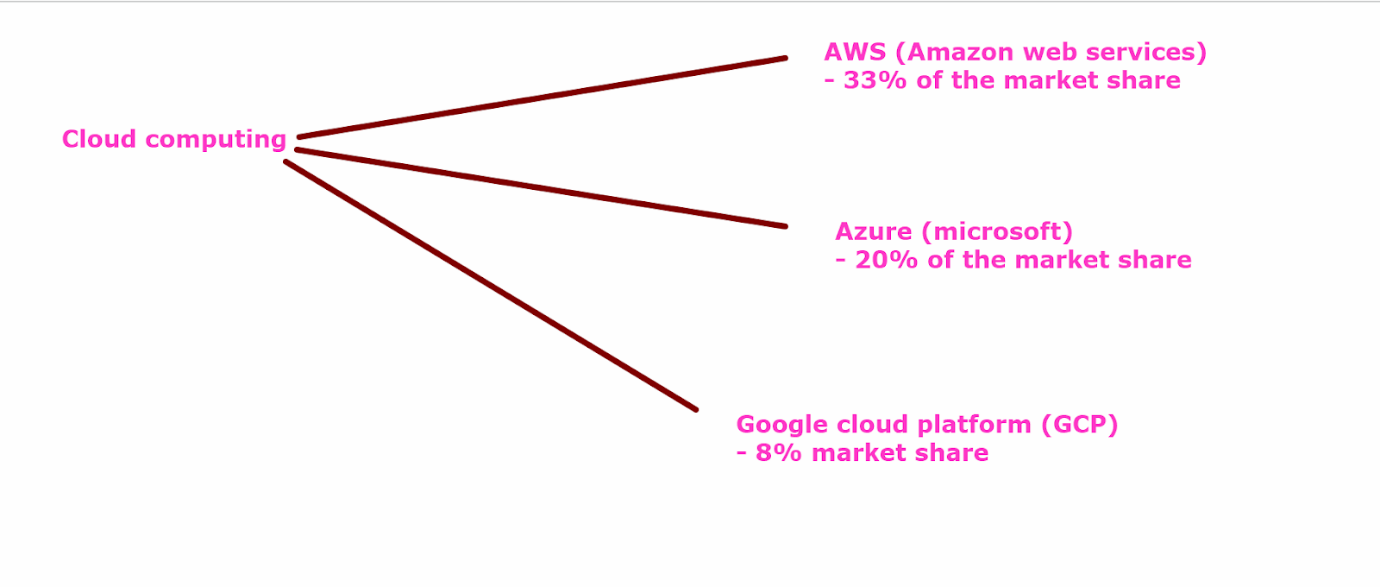 AWS (Amazon web services)
- 33% of the market share
Cloud computing
Azure (microsoft)
- 20% of the market share
Google cloud platform (GCP)
- 8% market share